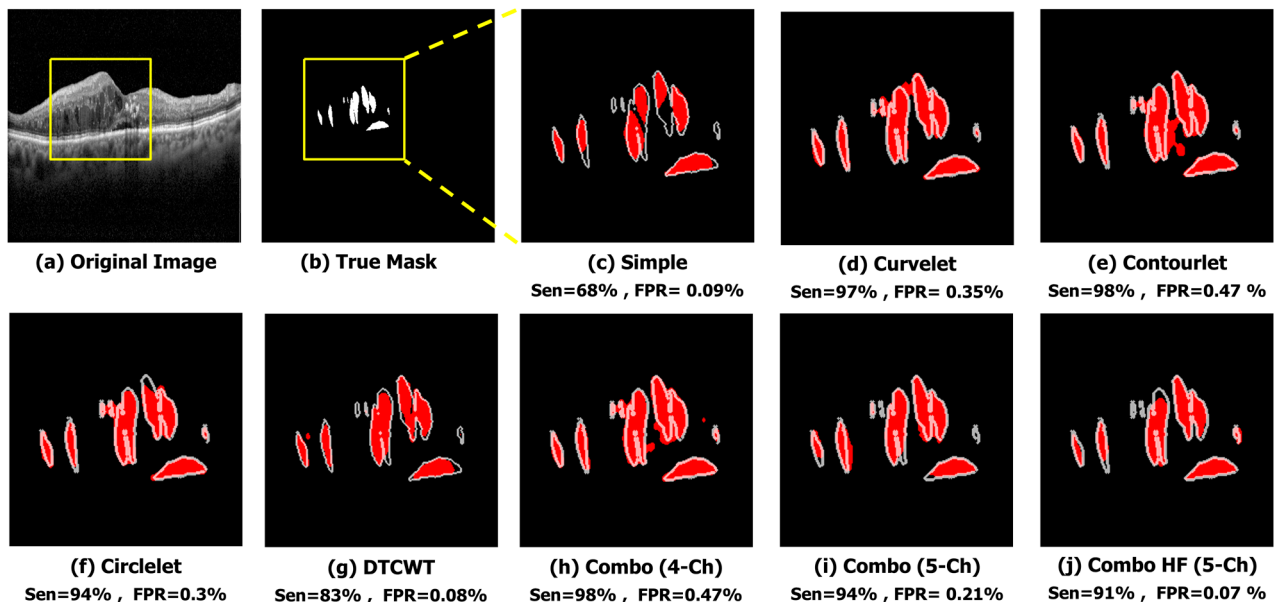 (a) Original Image
(b) True Mask
(c) Simple
Sen=68% , FPR= 0.09%
(d) Curvelet
Sen=97% , FPR= 0.35%
(e) Contourlet
Sen=98% , FPR=0.47 %
(f) Circlelet
Sen=94% , FPR=0.3%
(g) DTCWT
Sen=83% , FPR=0.08%
(h) Combo (4-Ch)
Sen=98% , FPR=0.47%
(i) Combo (5-Ch)
Sen=94% , FPR= 0.21%
(j) Combo HF (5-Ch)
Sen=91% , FPR=0.07 %